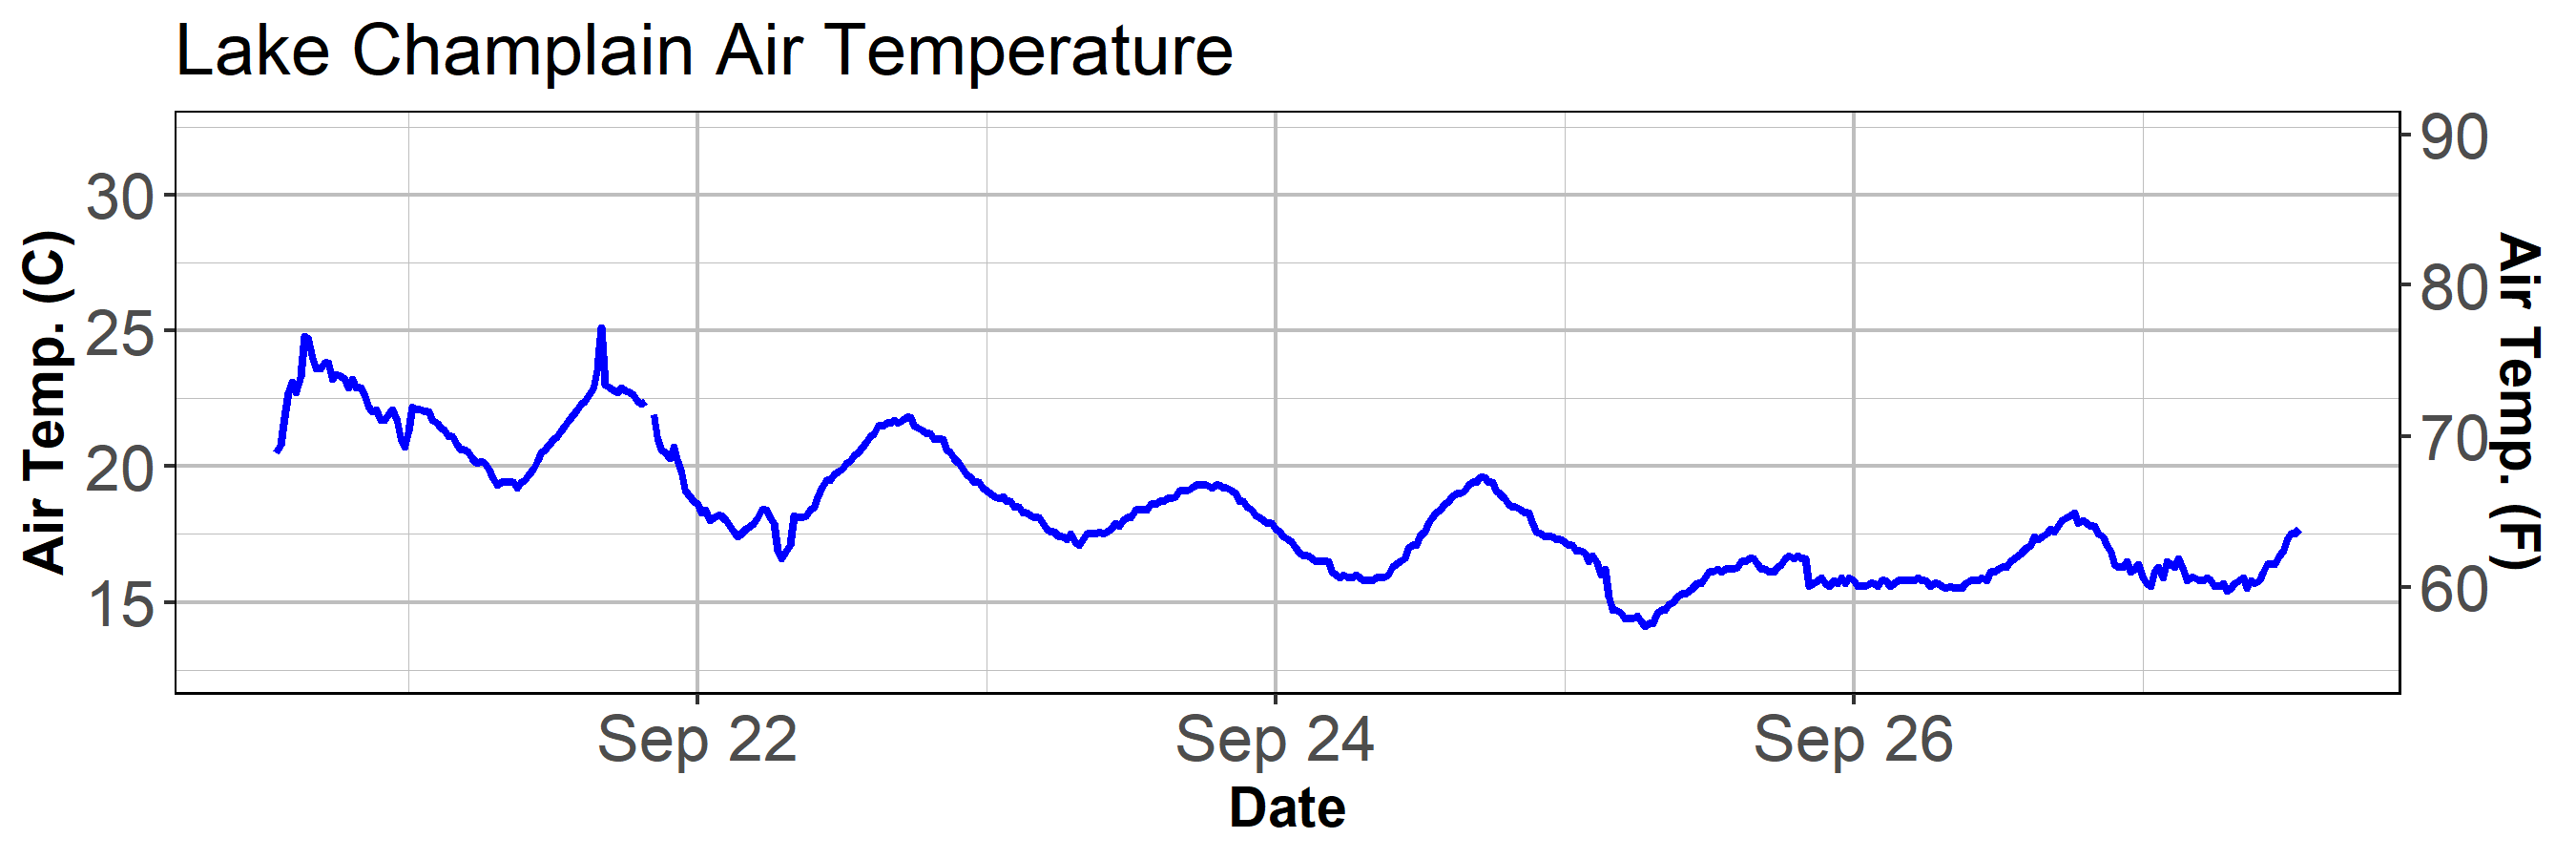 Lake Champlain Air Temperature
Air Temp. (C)
30
25
20
15
90
80
70
60
Air Temp. (F)
Sep 22
Sep 24
Sep 26
Date